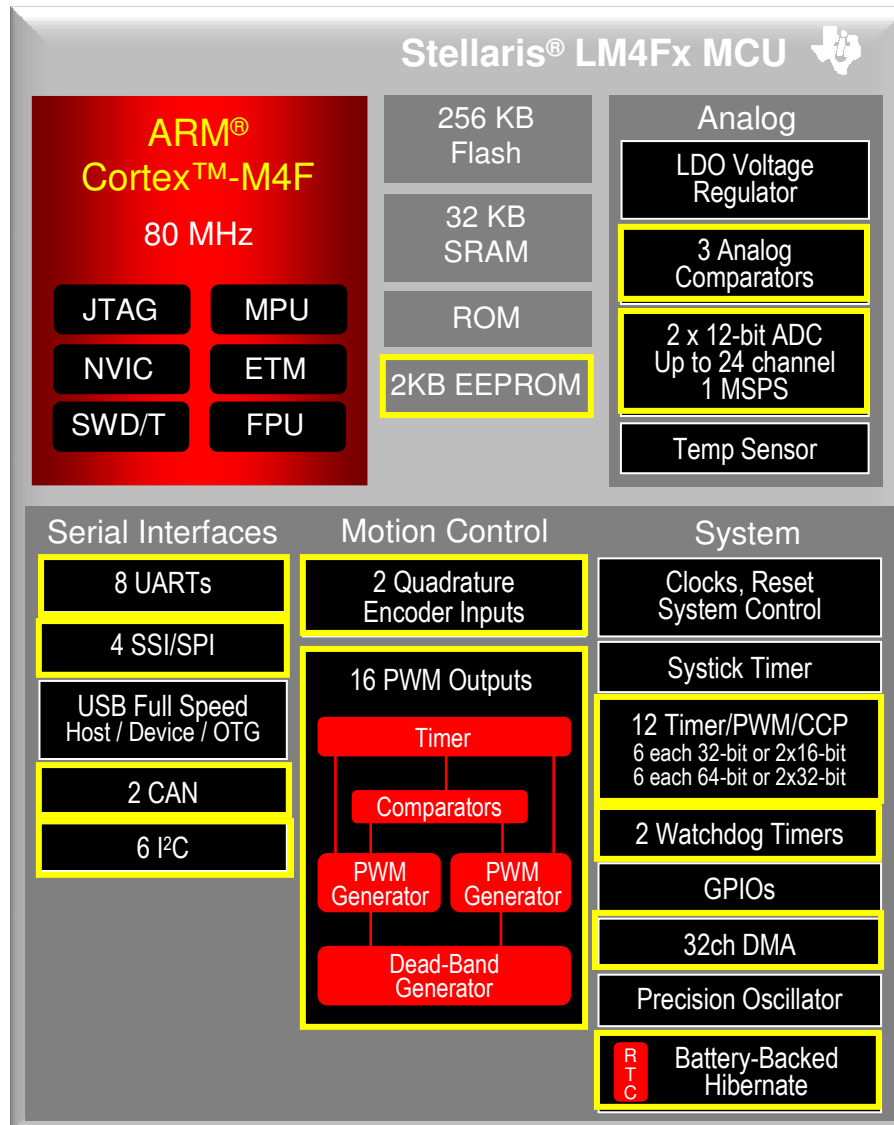 Stellaris® LM4Fx MCU
ARM®
Cortex™-M4F
80 MHz
JTAG
MPU
NVIC
ETM
SWD/T
FPU
256 KB
Flash
32 KB
SRAM
ROM
2KB EEPROM
Analog
LDO Voltage
Regulator
3 Analog
Comparators
2 x 12-bit ADC
Up to 24 channel
1 MSPS
Temp Sensor
Serial Interfaces
8 UARTs
4 SSI/SPI
USB Full Speed
Host / Device / OTG
2 CAN
6 I²C
Motion Control
2 Quadrature
Encoder Inputs
16 PWM Outputs
Timer
Comparators
PWM
Generator
PWM
Generator
Dead-Band
Generator
System
Clocks, Reset
System Control
Systick Timer
12 Timer/PWM/CCP
6 each 32-bit or 2x16-bit
6 each 64-bit or 2x32-bit
2 Watchdog Timers
GPIOs
32ch DMA
Precision Oscillator
RTC
Battery-Backed
Hibernate